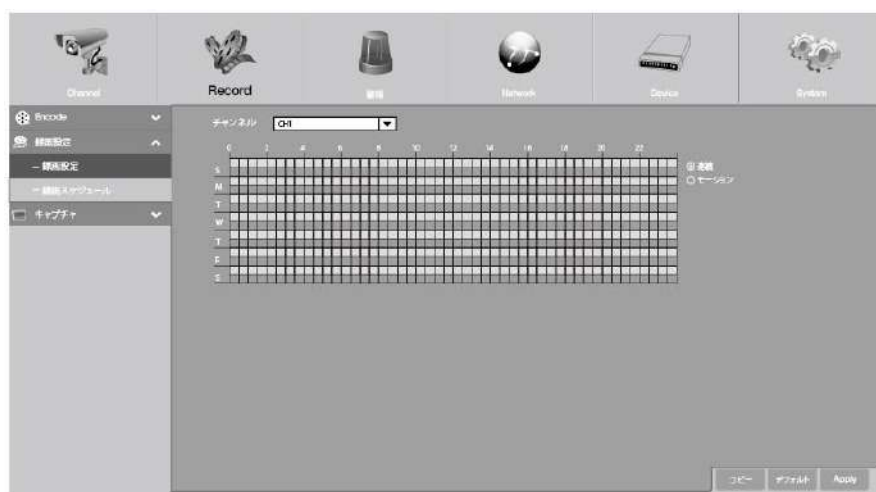 Channel
Record
警報
Network
Device
System
Encode
録画設定
– 録画設定
– 録画スケジュール
キャプチャ
チャンネル CH1
0 2 4 6 8 10 12 14 16 18 20 22
S
M
T
W
T
F
S
連続
モーション
コピー デフォルト Apply